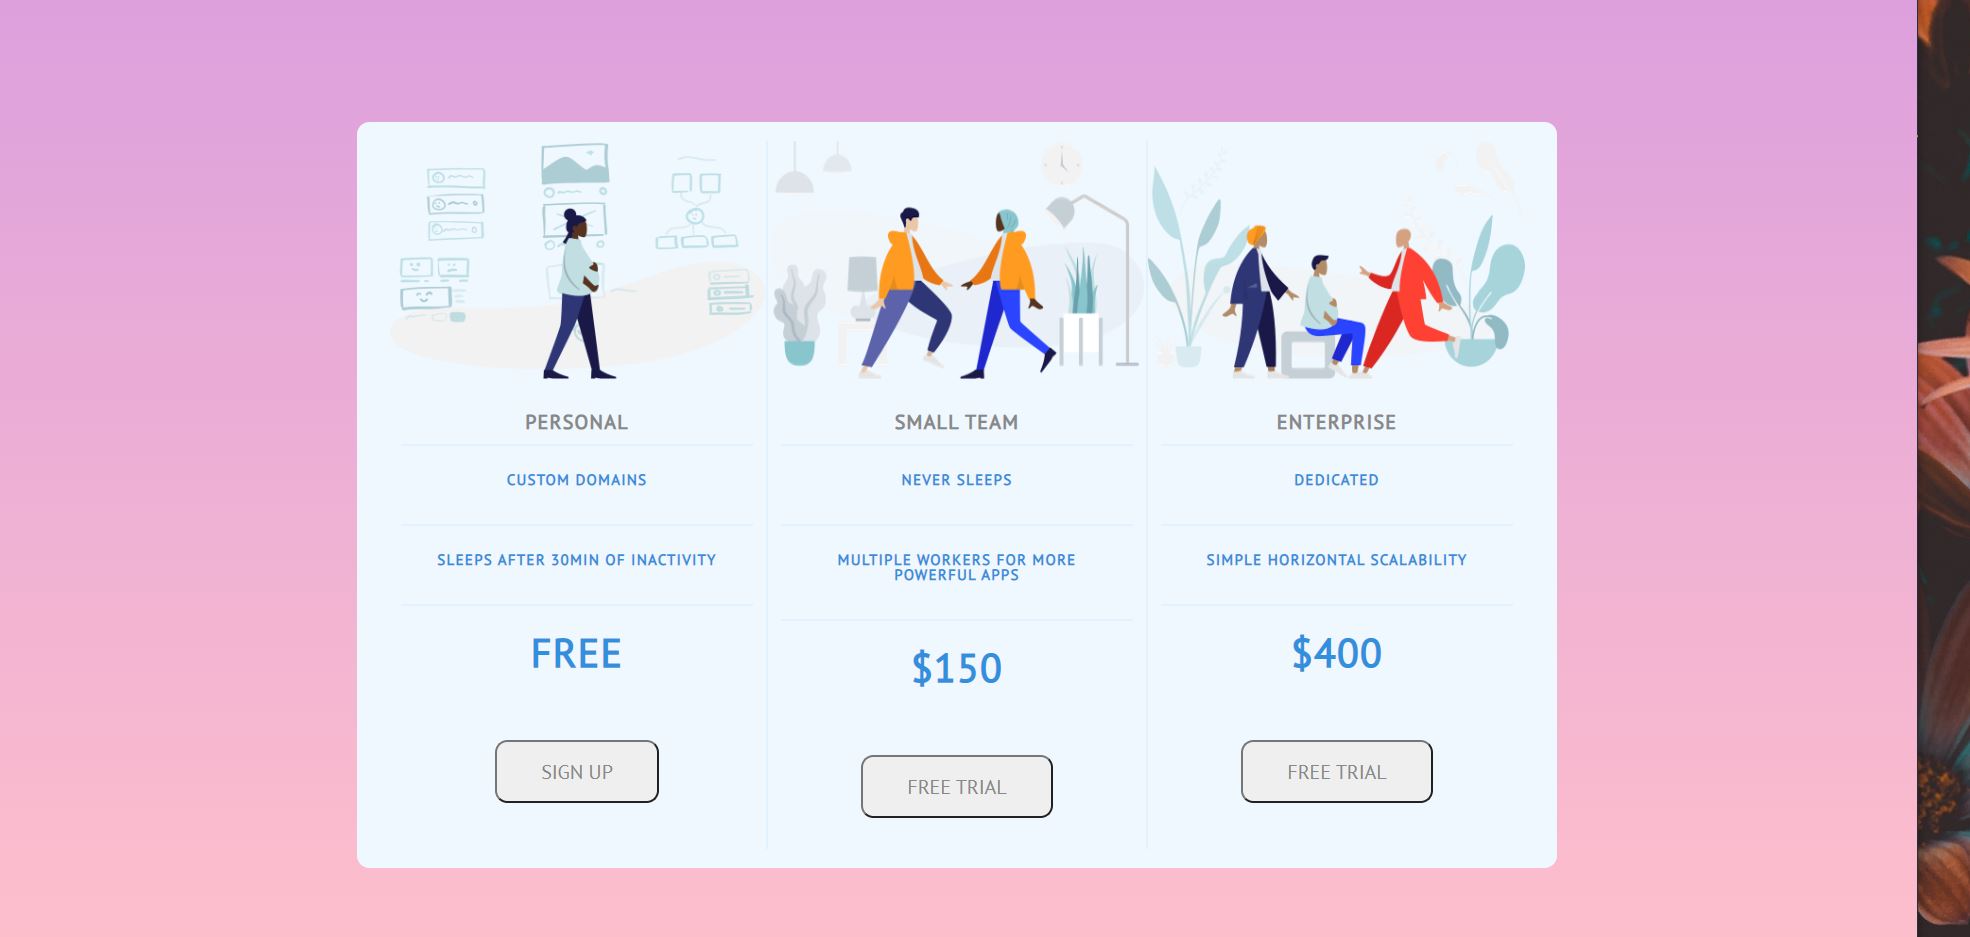 PERSONAL
CUSTOM DOMAINS
SLEEPS AFTER 30MIN OF INACTIVITY
FREE
SIGN UP
SMALL TEAM
NEVER SLEEPS
MULTIPLE WORKERS FOR MORE
POWERFUL APPS
$150
FREE TRIAL
ENTERPRISE
DEDICATED
SIMPLE HORIZONTAL SCALABILITY
$400
FREE TRIAL